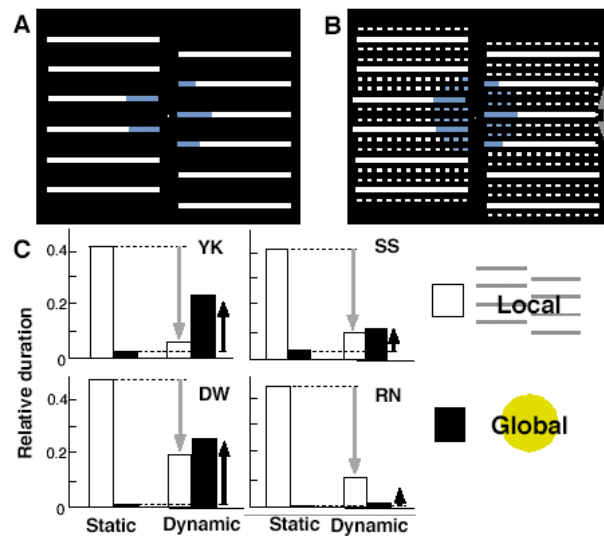 A
B
C
0.4
0.2
0
YK
SS
Local
Relative duration
0.4
0.2
0
DW
RN
Global
Static
Dynamic
Static
Dynamic